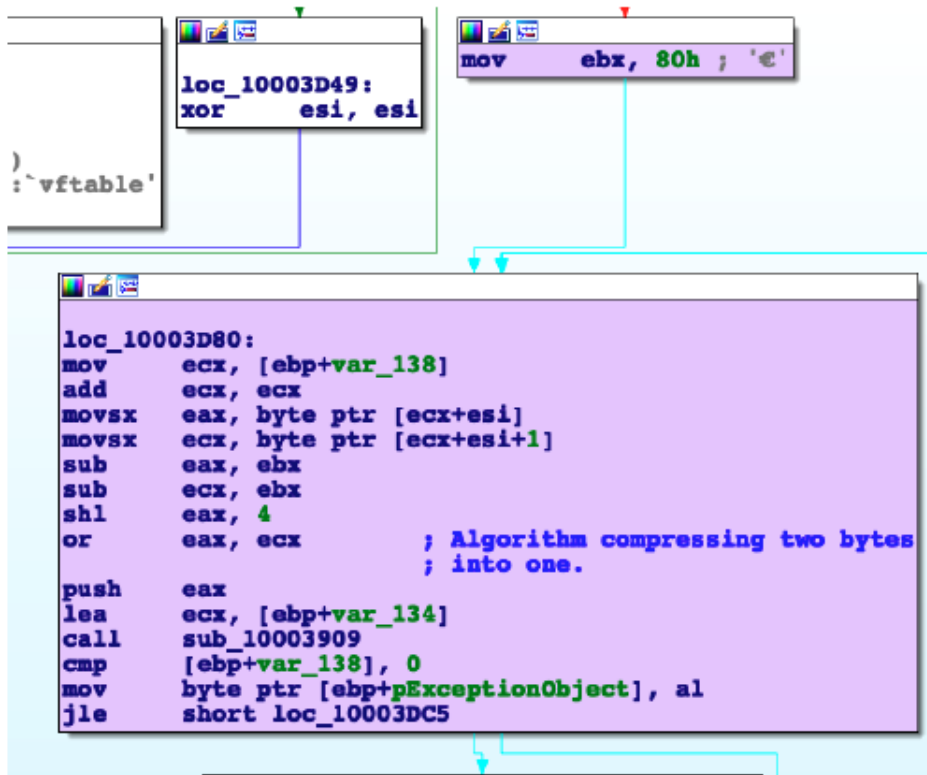 )
:`vftable'
loc_10003D49:
xor     esi, esi
mov     ebx, 80h ; '€'
loc_10003D80:
mov     ecx, [ebp+var_138]
add     ecx, ecx
movsx   eax, byte ptr [ecx+esi]
movsx   ecx, byte ptr [ecx+esi+1]
sub     eax, ebx
sub     ecx, ebx
shl     eax, 4
or      eax, ecx        ; Algorithm compressing two bytes
                        ; into one.
push    eax
lea     ecx, [ebp+var_134]
call    sub_10003909
cmp     [ebp+var_138], 0
mov     byte ptr [ebp+pExceptionObject], al
jle     short loc_10003DC5